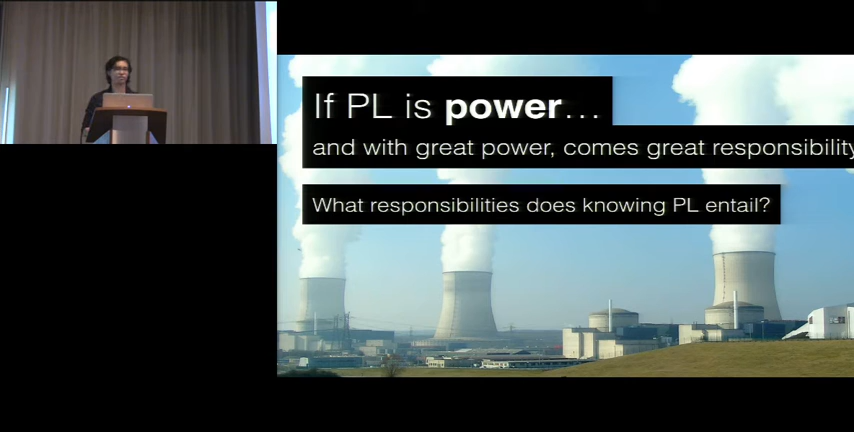 If PL is power...
and with great power, comes great responsibility
What responsibilities does knowing PL entail?